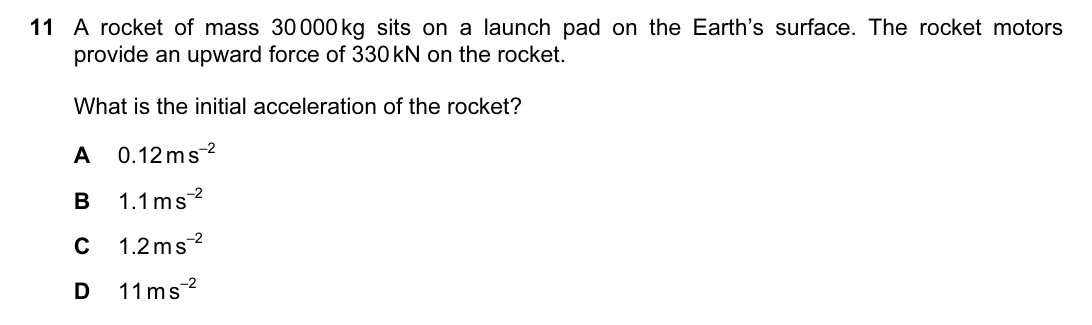 11 A rocket of mass 30 000 kg sits on a launch pad on the Earth's surface. The rocket motors
provide an upward force of 330 kN on the rocket.
What is the initial acceleration of the rocket?
A 0.12 m s⁻²
B 1.1 m s⁻²
C 1.2 m s⁻²
D 11 m s⁻²